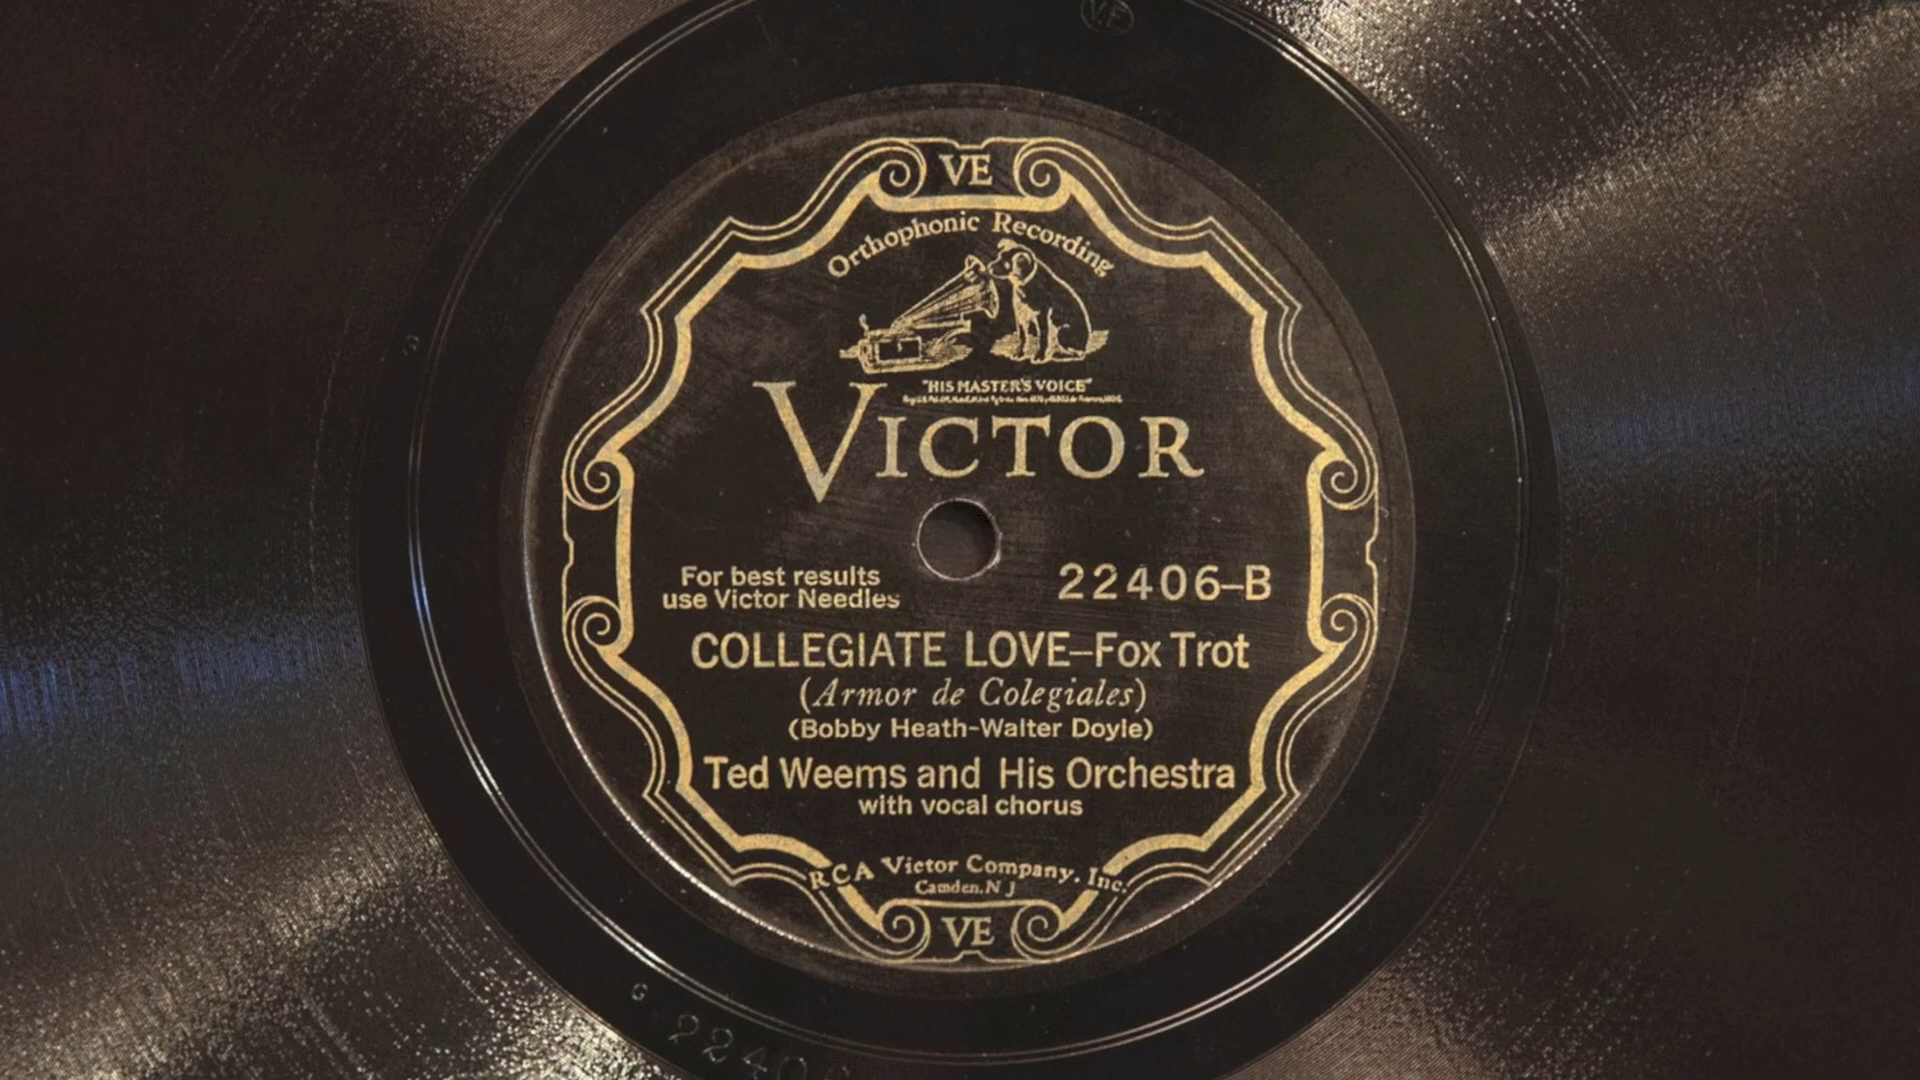 VE
VE
Orthophonic Recording
"HIS MASTER'S VOICE"
VICTOR
For best results
use Victor Needles
22406–B
COLLEGIATE LOVE–Fox Trot
(Armor de Colegiales)
(Bobby Heath-Walter Doyle)
Ted Weems and His Orchestra
with vocal chorus
RCA Victor Company, Inc.
Camden, N J
VE
G
2240